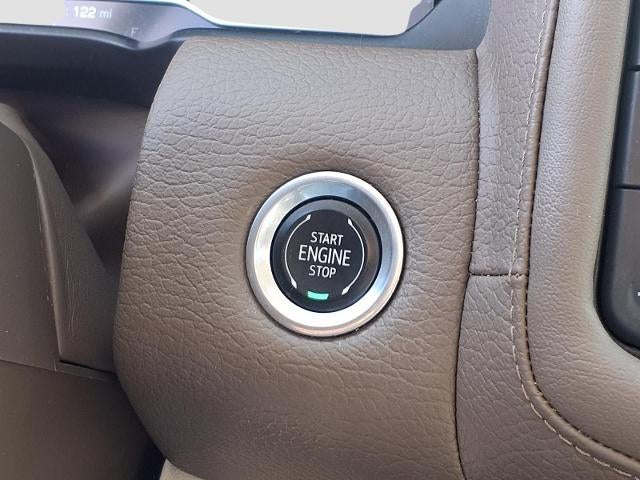 122 mi
F
START
ENGINE
STOP